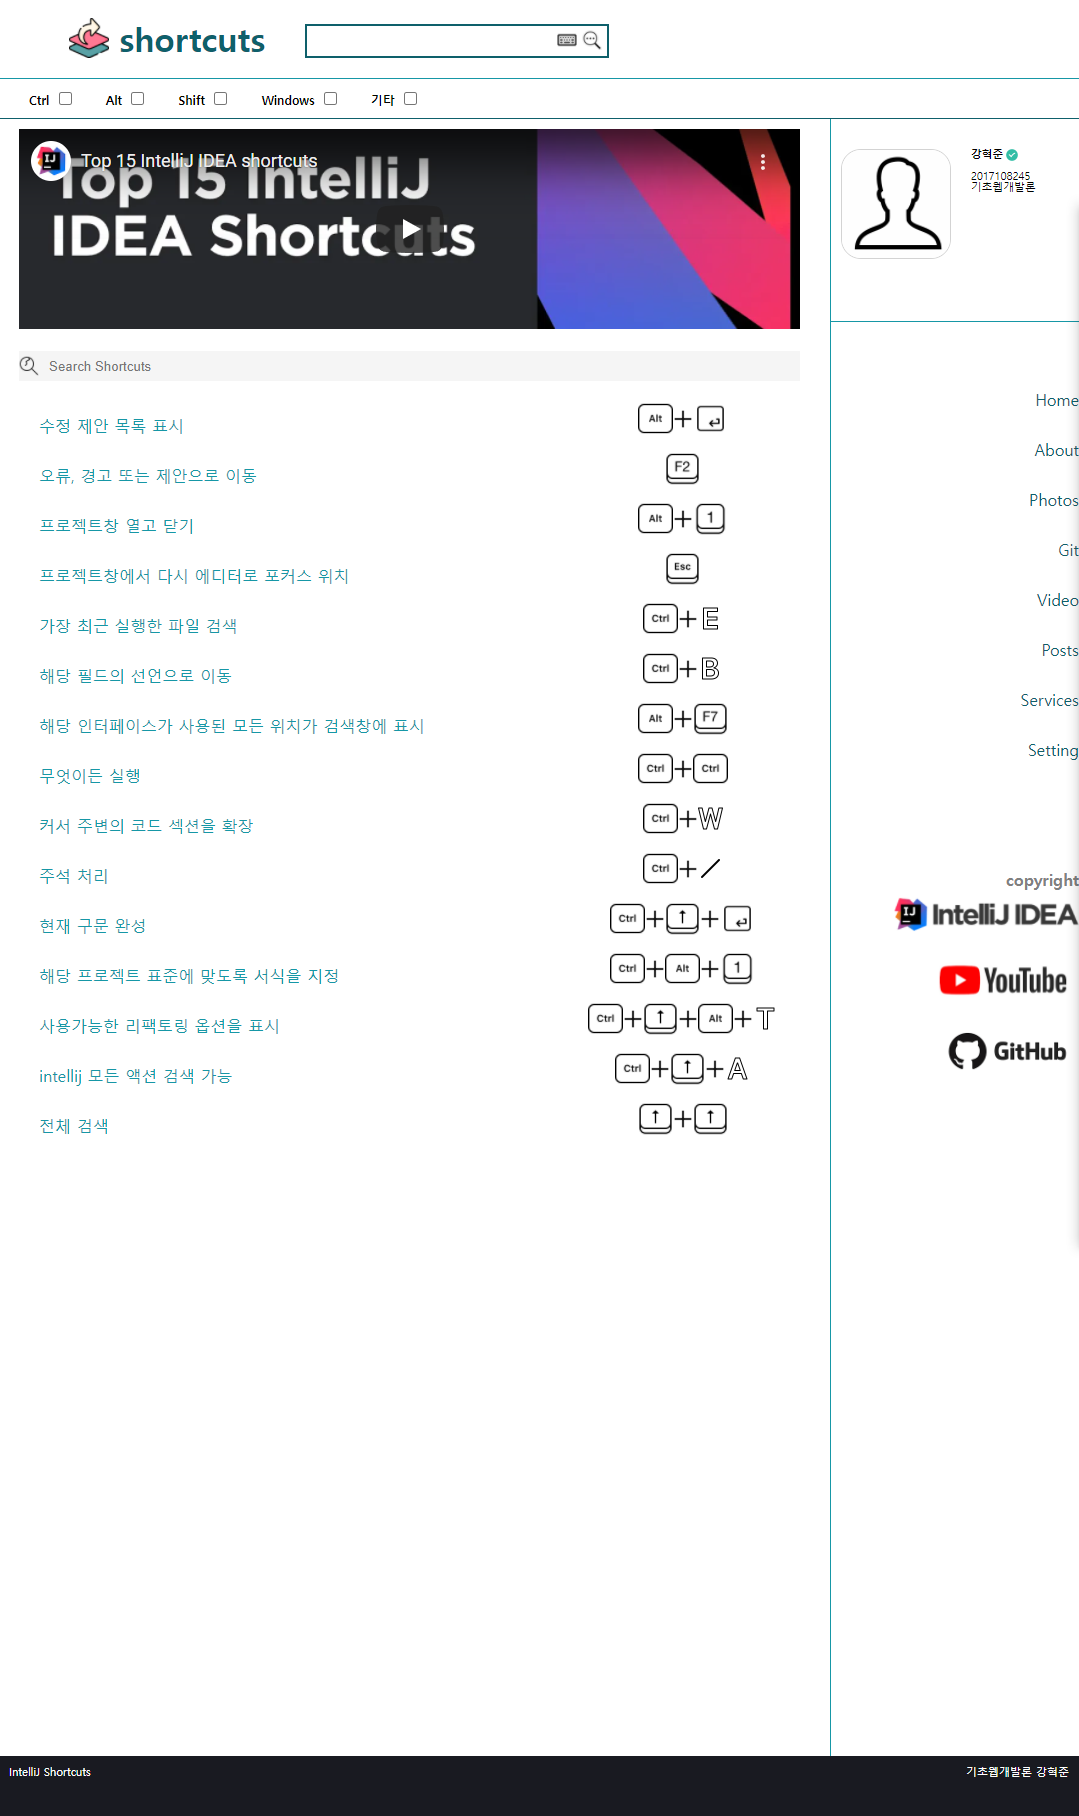 shortcuts
Ctrl Alt Shift Windows 기타
Top 15 IntelliJ IDEA shortcuts
Top 15 IntelliJ
IDEA Shortcuts
Search Shortcuts
수정 제안 목록 표시 Alt + ↵
오류, 경고 또는 제안으로 이동 F2
프로젝트창 열고 닫기 Alt + 1
프로젝트창에서 다시 에디터로 포커스 위치 Esc
가장 최근 실행한 파일 검색 Ctrl + E
해당 필드의 선언으로 이동 Ctrl + B
해당 인터페이스가 사용된 모든 위치가 검색창에 표시 Alt + F7
무엇이든 실행 Ctrl + Ctrl
커서 주변의 코드 섹션을 확장 Ctrl + W
주석 처리 Ctrl + /
현재 구문 완성 Ctrl + ↑ + ↵
해당 프로젝트 표준에 맞도록 서식을 지정 Ctrl + Alt + 1
사용가능한 리팩토링 옵션을 표시 Ctrl + ↑ + Alt + T
intellij 모든 액션 검색 가능 Ctrl + ↑ + A
전체 검색 ↑ + ↑
강혁준
2017108245
기초웹개발론
Home
About
Photos
Git
Video
Posts
Services
Setting
copyright
IJ IntelliJ IDEA
YouTube
GitHub
IntelliJ Shortcuts 기초웹개발론 강혁준